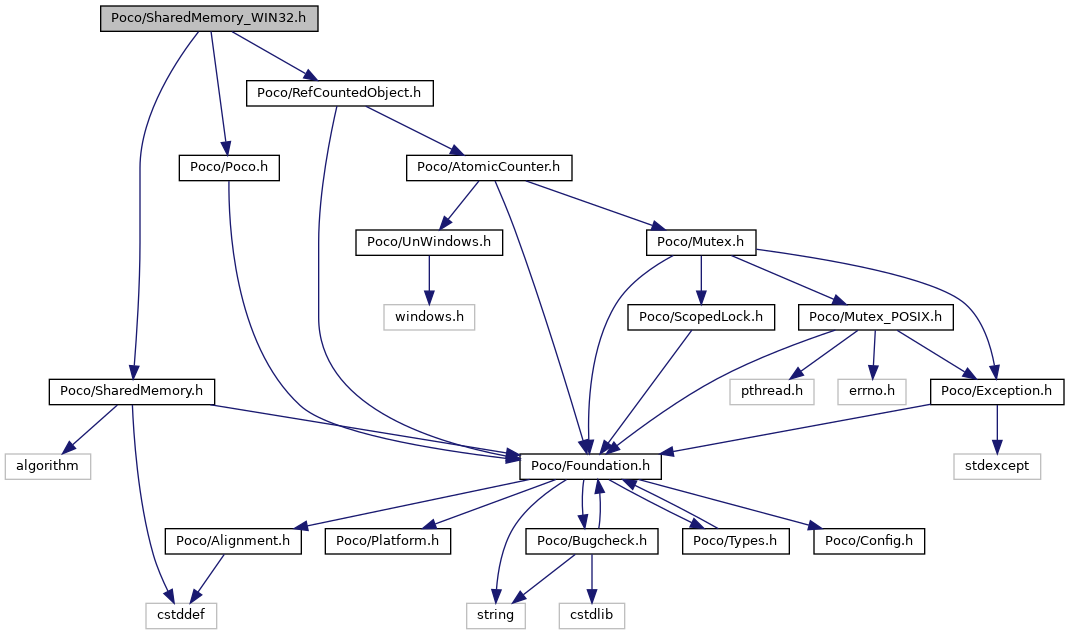 Poco/SharedMemory_WIN32.h
Poco/RefCountedObject.h
Poco/Poco.h
Poco/AtomicCounter.h
Poco/UnWindows.h
Poco/Mutex.h
windows.h
Poco/ScopedLock.h
Poco/Mutex_POSIX.h
Poco/SharedMemory.h
pthread.h
errno.h
Poco/Exception.h
algorithm
Poco/Foundation.h
stdexcept
Poco/Alignment.h
Poco/Platform.h
Poco/Bugcheck.h
Poco/Types.h
Poco/Config.h
cstddef
string
cstdlib